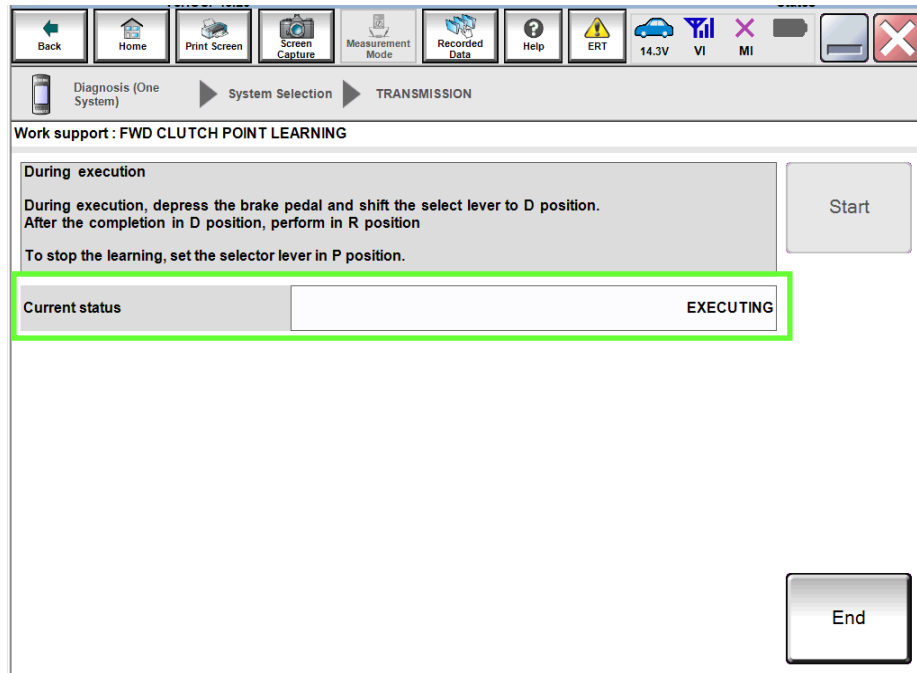 Back
Home
Print Screen
Screen
Capture
Measurement
Mode
Recorded
Data
Help
ERT
14.3V
VI
MI
Diagnosis (One
System)
System Selection
TRANSMISSION
Work support : FWD CLUTCH POINT LEARNING
During execution
During execution, depress the brake pedal and shift the select lever to D position.
After the completion in D position, perform in R position
To stop the learning, set the selector lever in P position.
Start
Current status
EXECUTING
End